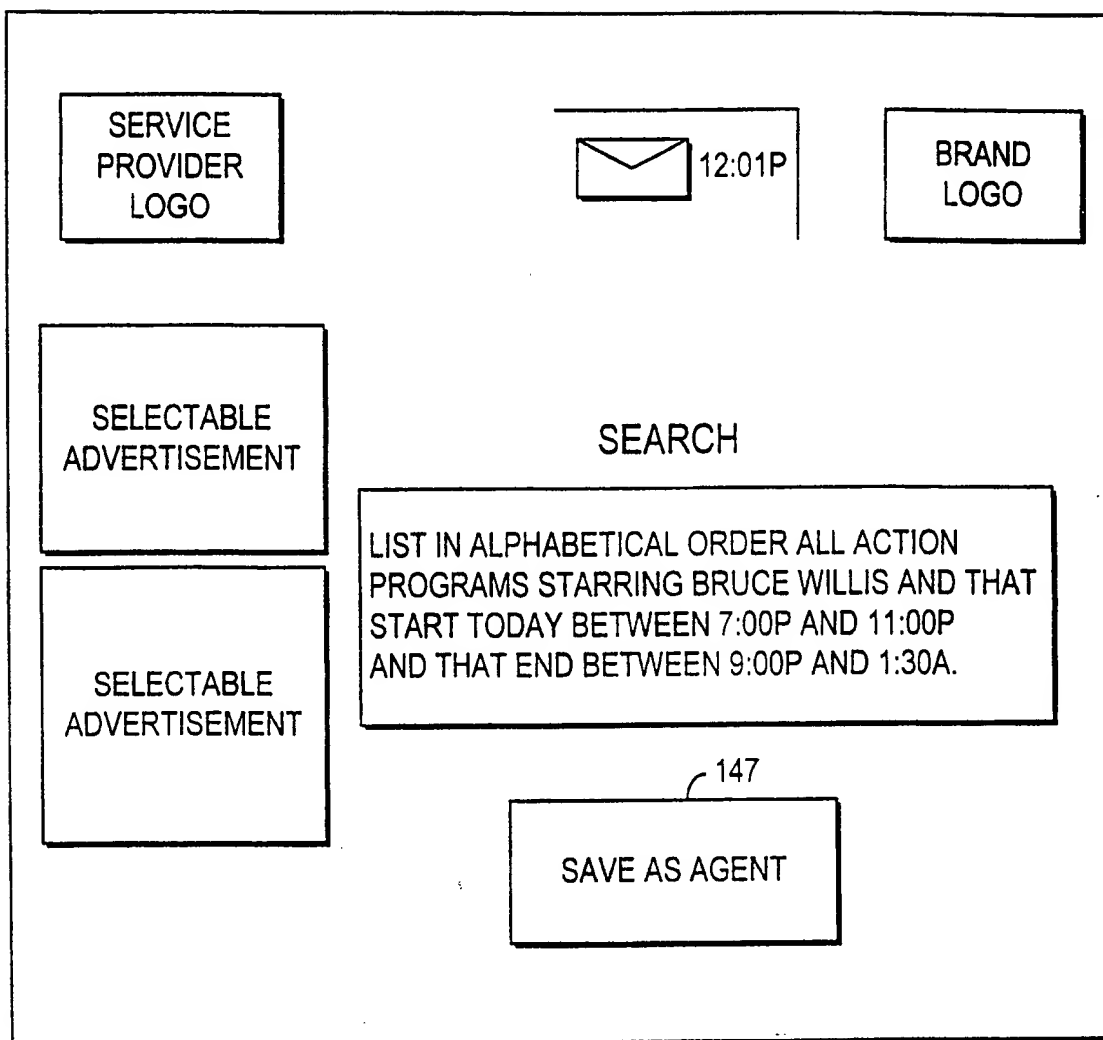 SERVICE
PROVIDER
LOGO
12:01P
BRAND
LOGO
SELECTABLE
ADVERTISEMENT
SEARCH
LIST IN ALPHABETICAL ORDER ALL ACTION
PROGRAMS STARRING BRUCE WILLIS AND THAT
START TODAY BETWEEN 7:00P AND 11:00P
AND THAT END BETWEEN 9:00P AND 1:30A.
SELECTABLE
ADVERTISEMENT
147
SAVE AS AGENT